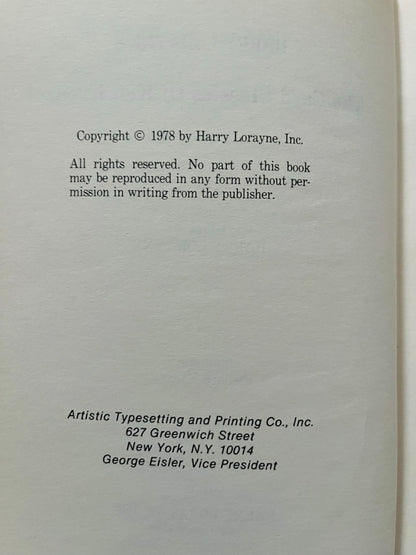 Copyright © 1978 by Harry Lorayne, Inc.
All rights reserved. No part of this book
may be reproduced in any form without per-
mission in writing from the publisher.
Artistic Typesetting and Printing Co., Inc.
627 Greenwich Street
New York, N.Y. 10014
George Eisler, Vice President